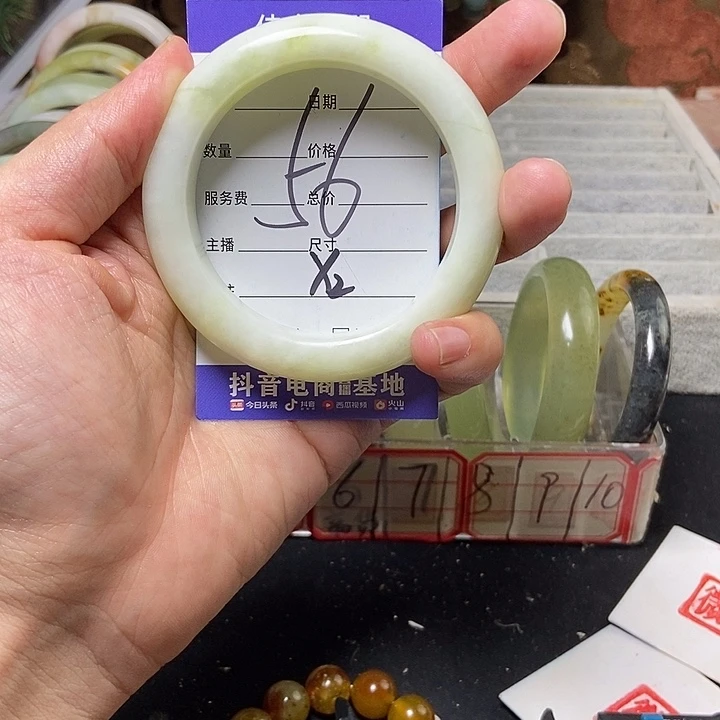 日期
数量 价格
服务费 总价
主播 尺寸
56
X2
抖音电商 基地
今日头条 抖音 西瓜视频 火山
6 7 8 9 10